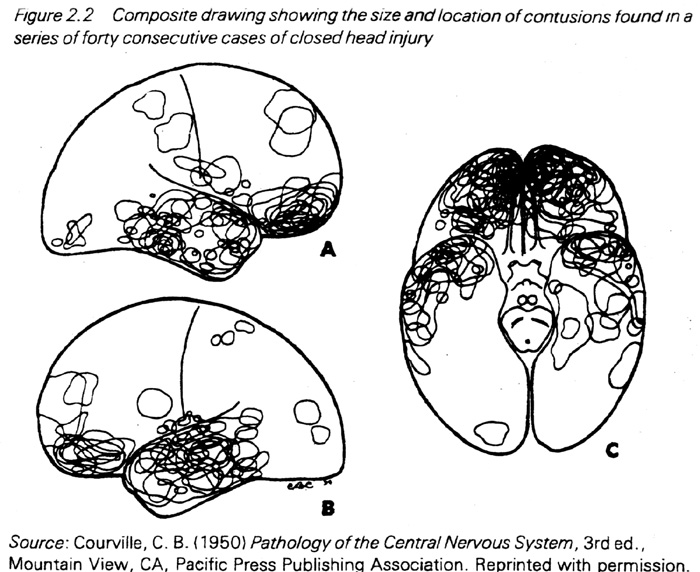 Figure 2.2 Composite drawing showing the size and location of contusions found in a
series of forty consecutive cases of closed head injury
A
B
C
Source: Courville, C. B. (1950) Pathology of the Central Nervous System, 3rd ed.,
Mountain View, CA, Pacific Press Publishing Association. Reprinted with permission.